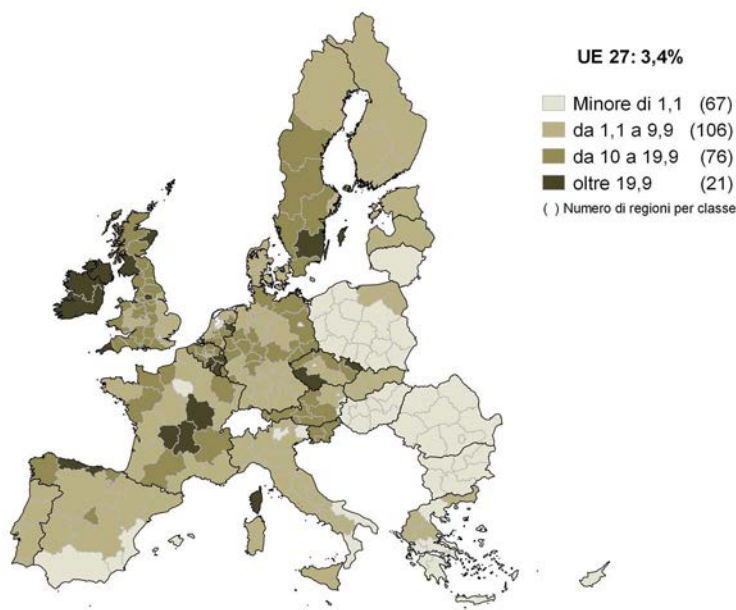 UE 27: 3,4%
Minore di 1,1 (67)
da 1,1 a 9,9 (106)
da 10 a 19,9 (76)
oltre 19,9 (21)
( ) Numero di regioni per classe